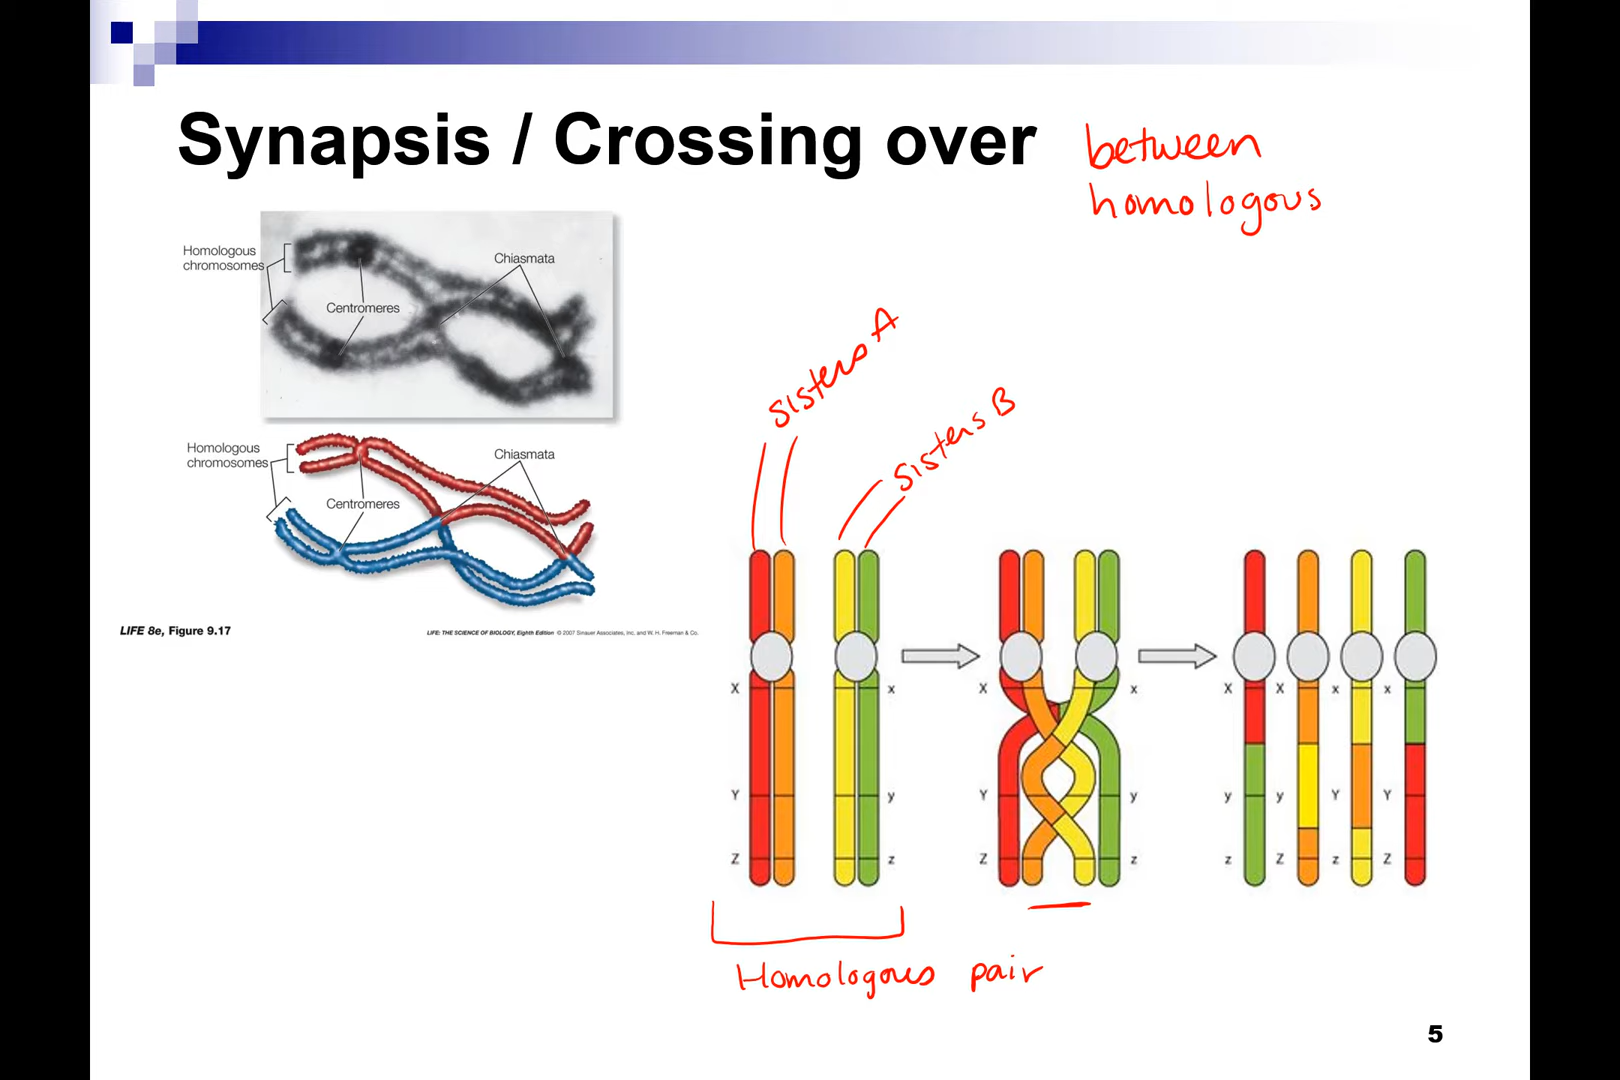 Synapsis / Crossing over
between
homologous
Homologous
chromosomes
Chiasmata
Centromeres
Homologous
chromosomes
Chiasmata
Centromeres
LIFE 8e, Figure 9.17
LIFE: THE SCIENCE OF BIOLOGY, Eighth Edition © 2007 Sinauer Associates, Inc. and W. H. Freeman & Co.
Sisters A
Sisters B
X x X x X X x x
Y y Y y y y Y Y
Z z Z z z Z z Z
Homologous pair
5